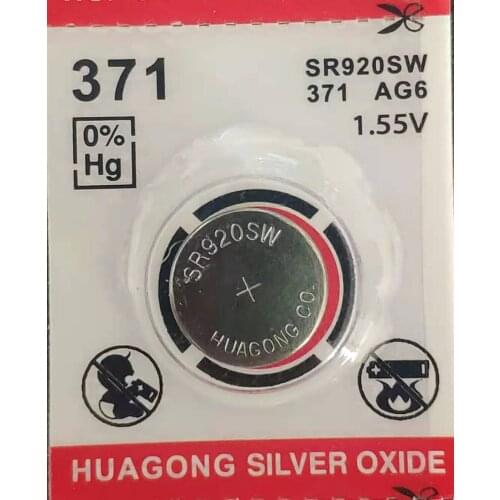 371
SR920SW
371 AG6
1.55V
0%
Hg
SR920SW
+
HUAGONG CO.
HUAGONG SILVER OXIDE